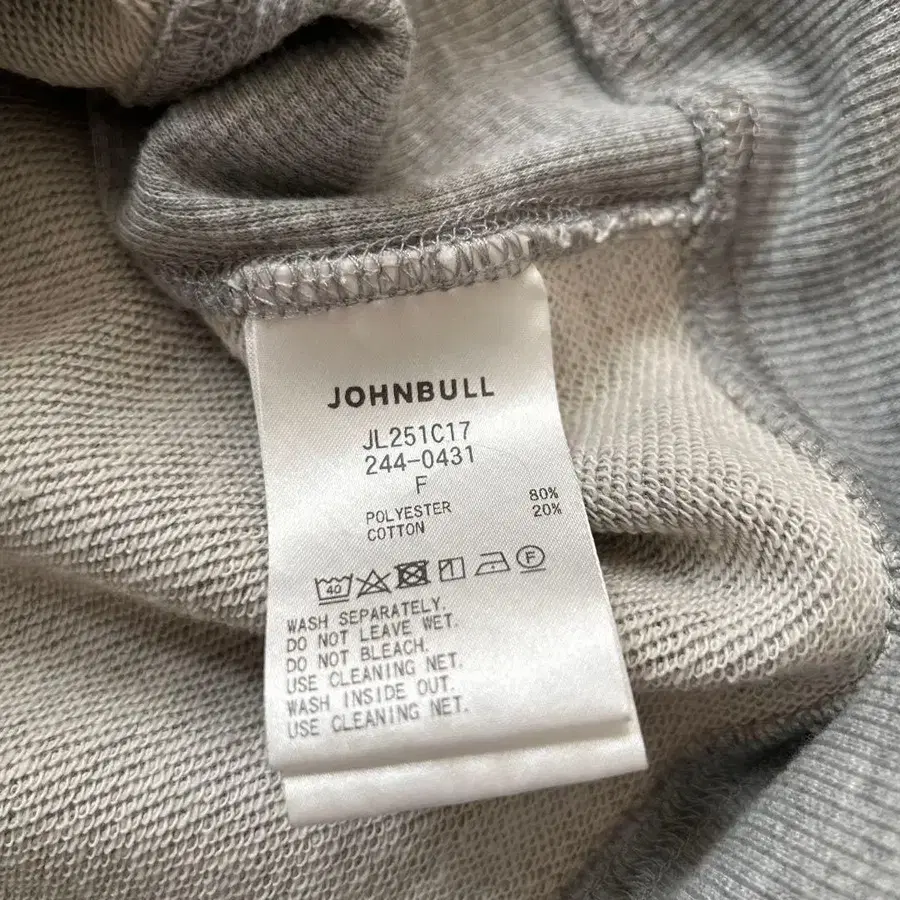 JOHNBULL
JL251C17
244-0431
F
POLYESTER 80%
COTTON 20%
40 F
WASH SEPARATELY.
DO NOT LEAVE WET.
DO NOT BLEACH.
USE CLEANING NET.
WASH INSIDE OUT.
USE CLEANING NET.